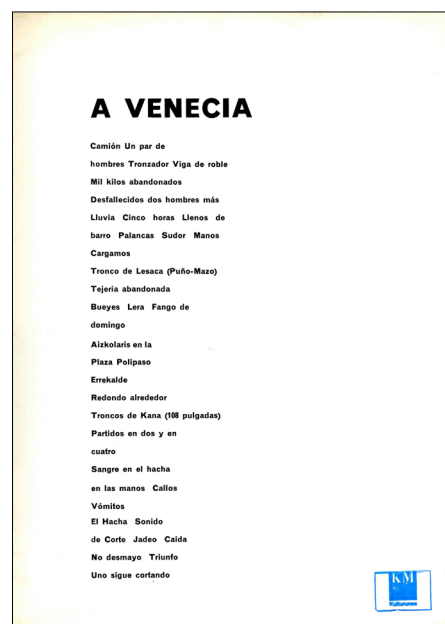 A VENECIA
Camión Un par de
hombres Tronzador Viga de roble
Mil kilos abandonados
Desfallecidos dos hombres más
Lluvia Cinco horas Llenos de
barro Palancas Sudor Manos
Cargamos
Tronco de Lesaca (Puño-Mazo)
Tejeria abandonada
Bueyes Lera Fango de
domingo
Aizkolaris en la
Plaza Polipaso
Errekalde
Redondo alrededor
Troncos de Kana (108 pulgadas)
Partidos en dos y en
cuatro
Sangre en el hacha
en las manos Callos
Vómitos
El Hacha Sonido
de Corte Jadeo Caida
No desmayo Triunfo
Uno sigue cortando
KM
Kulturunea